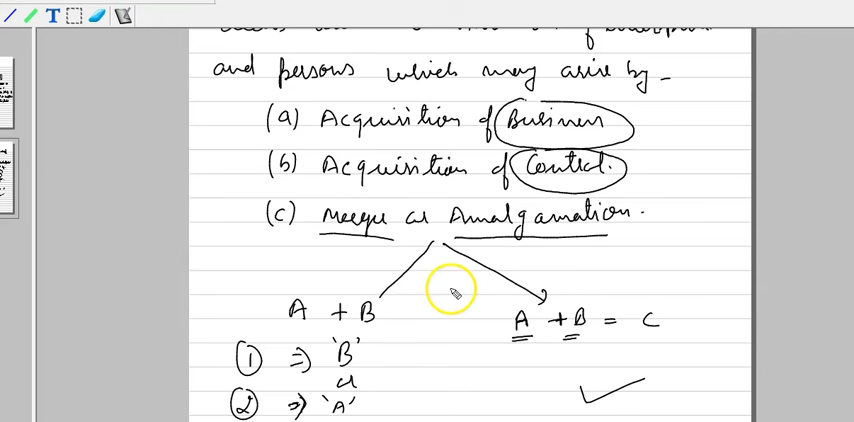 and persons which may arise by -
(a) Acquisition of Business
(b) Acquisition of Control.
(c) Merger or Amalgamation.
A + B
A + B = C
① ⇒ 'B'
or
② ⇒ 'A'